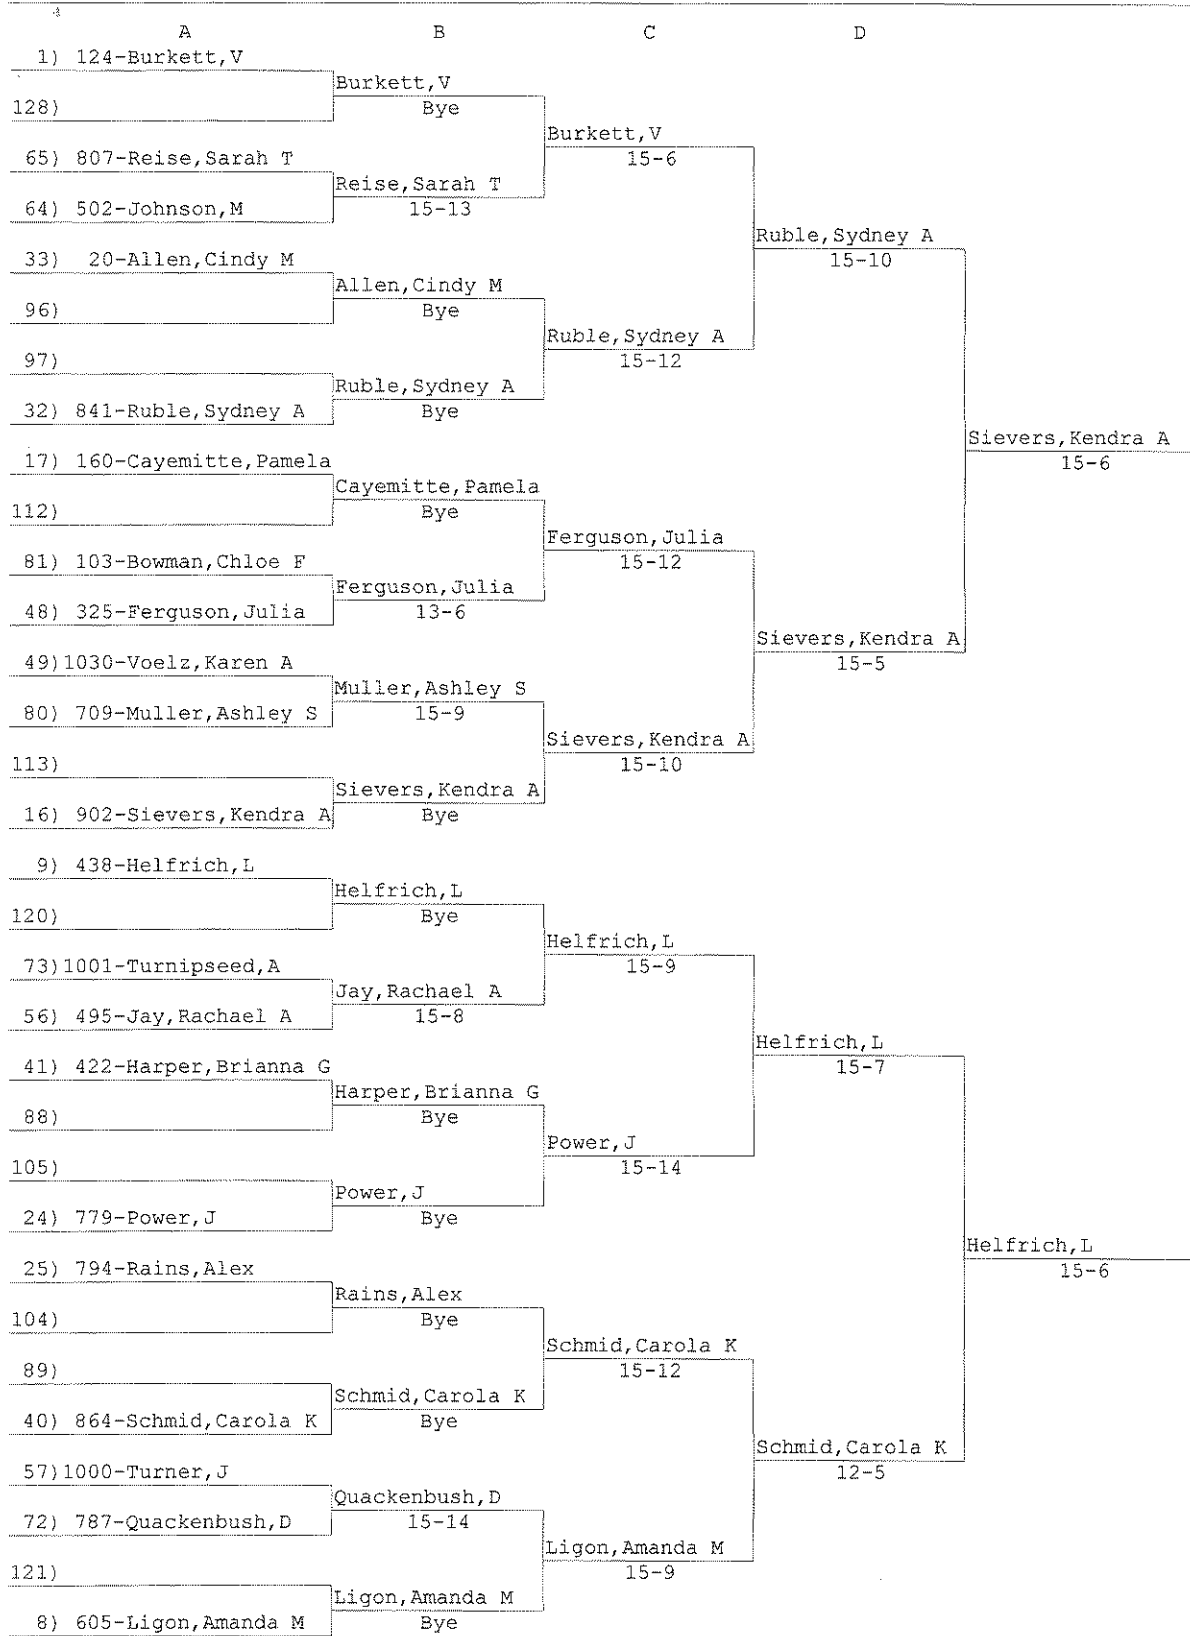 A B C D
1) 124-Burkett,V
Burkett,V
128) Bye
Burkett,V
65) 807-Reise,Sarah T 15-6
Reise,Sarah T
64) 502-Johnson,M 15-13
Ruble,Sydney A
33) 20-Allen,Cindy M 15-10
Allen,Cindy M
96) Bye
Ruble,Sydney A
97) 15-12
Ruble,Sydney A
32) 841-Ruble,Sydney A Bye
Sievers,Kendra A
17) 160-Cayemitte,Pamela 15-6
Cayemitte,Pamela
112) Bye
Ferguson,Julia
81) 103-Bowman,Chloe F 15-12
Ferguson,Julia
48) 325-Ferguson,Julia 13-6
Sievers,Kendra A
49)1030-Voelz,Karen A 15-5
Muller,Ashley S
80) 709-Muller,Ashley S 15-9
Sievers,Kendra A
113) 15-10
Sievers,Kendra A
16) 902-Sievers,Kendra A Bye
9) 438-Helfrich,L
Helfrich,L
120) Bye
Helfrich,L
73)1001-Turnipseed,A 15-9
Jay,Rachael A
56) 495-Jay,Rachael A 15-8
Helfrich,L
41) 422-Harper,Brianna G 15-7
Harper,Brianna G
88) Bye
Power,J
105) 15-14
Power,J
24) 779-Power,J Bye
Helfrich,L
25) 794-Rains,Alex 15-6
Rains,Alex
104) Bye
Schmid,Carola K
89) 15-12
Schmid,Carola K
40) 864-Schmid,Carola K Bye
Schmid,Carola K
57)1000-Turner,J 12-5
Quackenbush,D
72) 787-Quackenbush,D 15-14
Ligon,Amanda M
121) 15-9
Ligon,Amanda M
8) 605-Ligon,Amanda M Bye